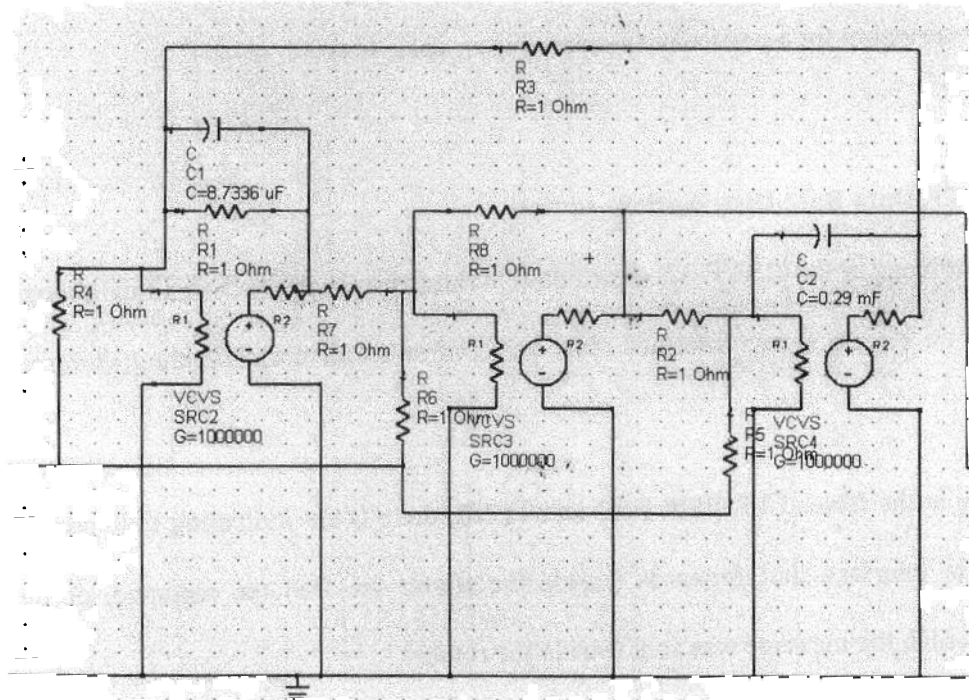 R
R3
R=1 Ohm
C
C1
C=8.7336 uF
R
R1
R=1 Ohm
R
R8
R=1 Ohm
C
C2
C=0.29 mF
R
R4
R=1 Ohm
R1
R2
R
R7
R=1 Ohm
R1
R2
R
R2
R=1 Ohm
R1
R2
R
R6
R=1 Ohm
VCVS
SRC2
G=1000000
VCVS
SRC3
G=1000000
R
R5
R=1 Ohm
VCVS
SRC4
G=1000000